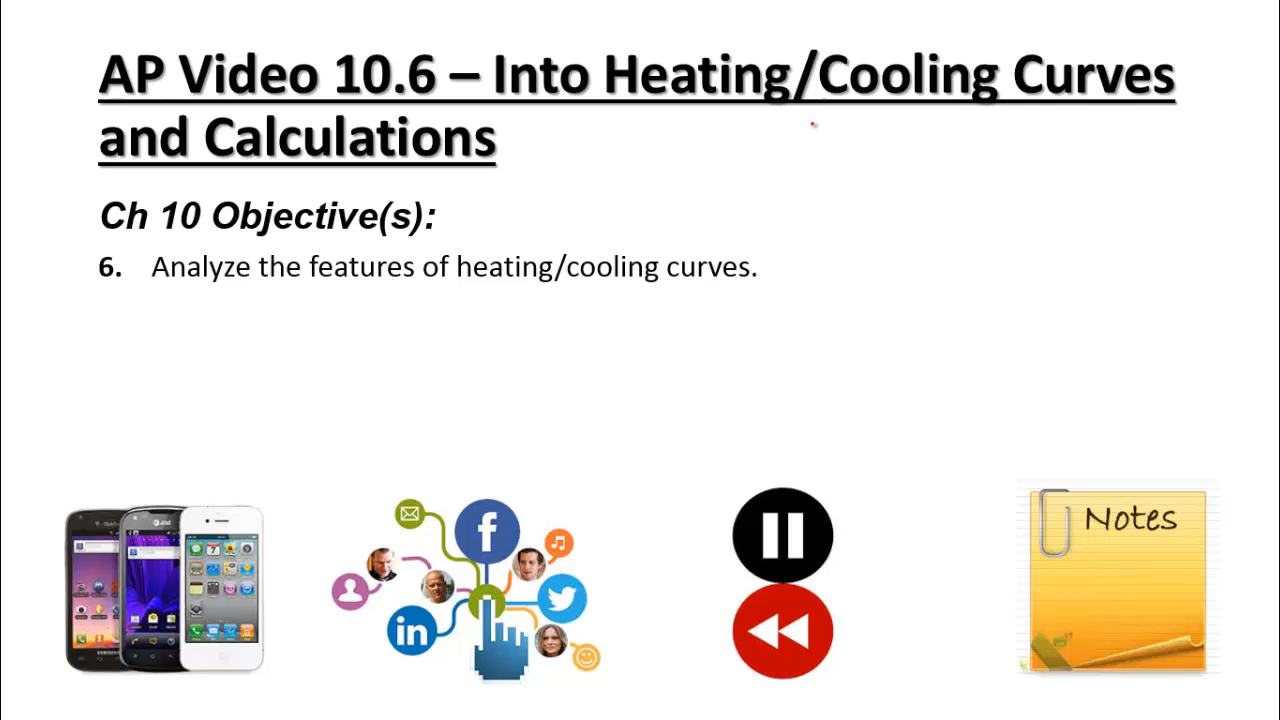 AP Video 10.6 – Into Heating/Cooling Curves
and Calculations
Ch 10 Objective(s):
6. Analyze the features of heating/cooling curves.
Notes